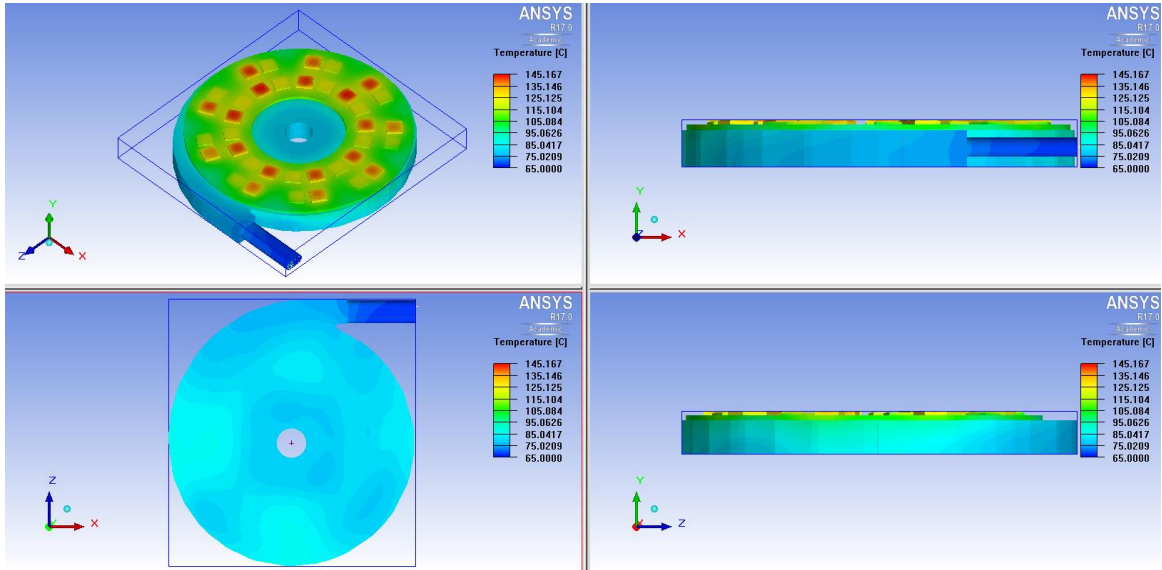 ANSYS
R17.0
Academic
Temperature [C]
145.167
135.146
125.125
115.104
105.084
95.0626
85.0417
75.0209
65.0000
Y
Z
X
ANSYS
R17.0
Academic
Temperature [C]
145.167
135.146
125.125
115.104
105.084
95.0626
85.0417
75.0209
65.0000
Y
Z
X
ANSYS
R17.0
Academic
Temperature [C]
145.167
135.146
125.125
115.104
105.084
95.0626
85.0417
75.0209
65.0000
Z
Y
X
ANSYS
R17.0
Academic
Temperature [C]
145.167
135.146
125.125
115.104
105.084
95.0626
85.0417
75.0209
65.0000
Y
X
Z